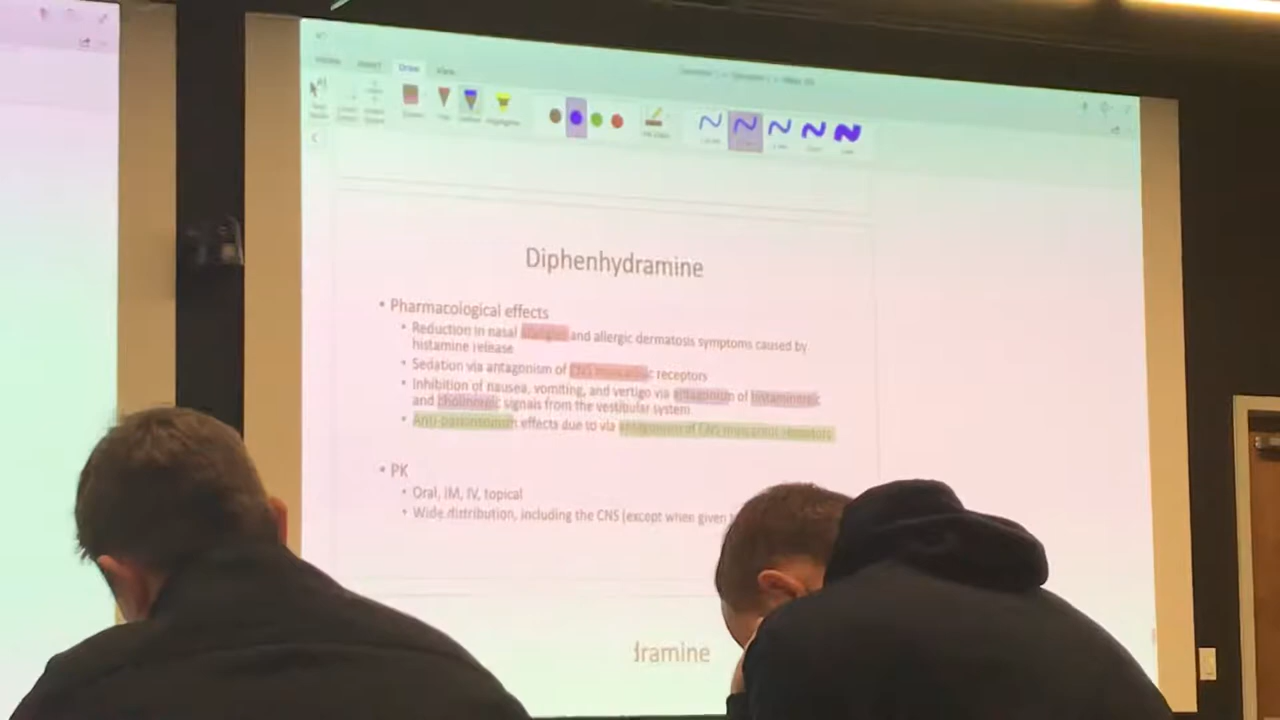 Draw
View
Diphenhydramine
• Pharmacological effects
• Reduction in nasal allergies and allergic dermatosis symptoms caused by
histamine release
• Sedation via antagonism of CNS muscarinic receptors
• Inhibition of nausea, vomiting, and vertigo via antagonism of histaminergic
and cholinergic signals from the vestibular system
• Anti-parkinsonism effects due to via antagonism of CNS muscarinic receptors
• PK
• Oral, IM, IV, topical
• Wide distribution, including the CNS (except when given
dramine